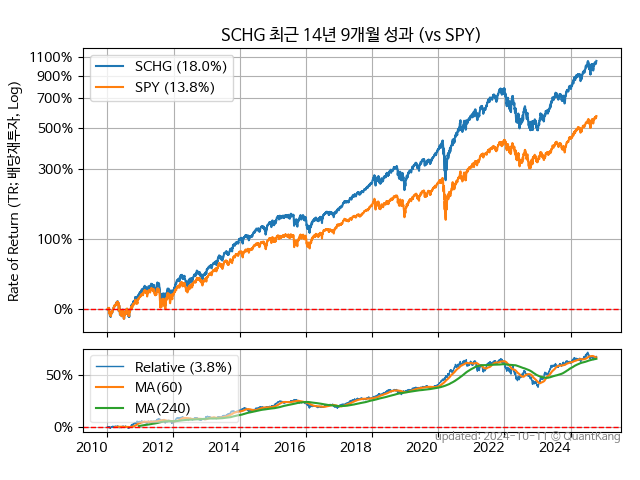 SCHG 최근 14년 9개월 성과 (vs SPY)
Rate of Return (TR; 배당재투자, Log)
1100%
900%
700%
500%
300%
100%
0%
SCHG (18.0%)
SPY (13.8%)
50%
0%
Relative (3.8%)
MA(60)
MA(240)
2010 2012 2014 2016 2018 2020 2022 2024 2026
Updated: 2024-10-11 © QuantKang